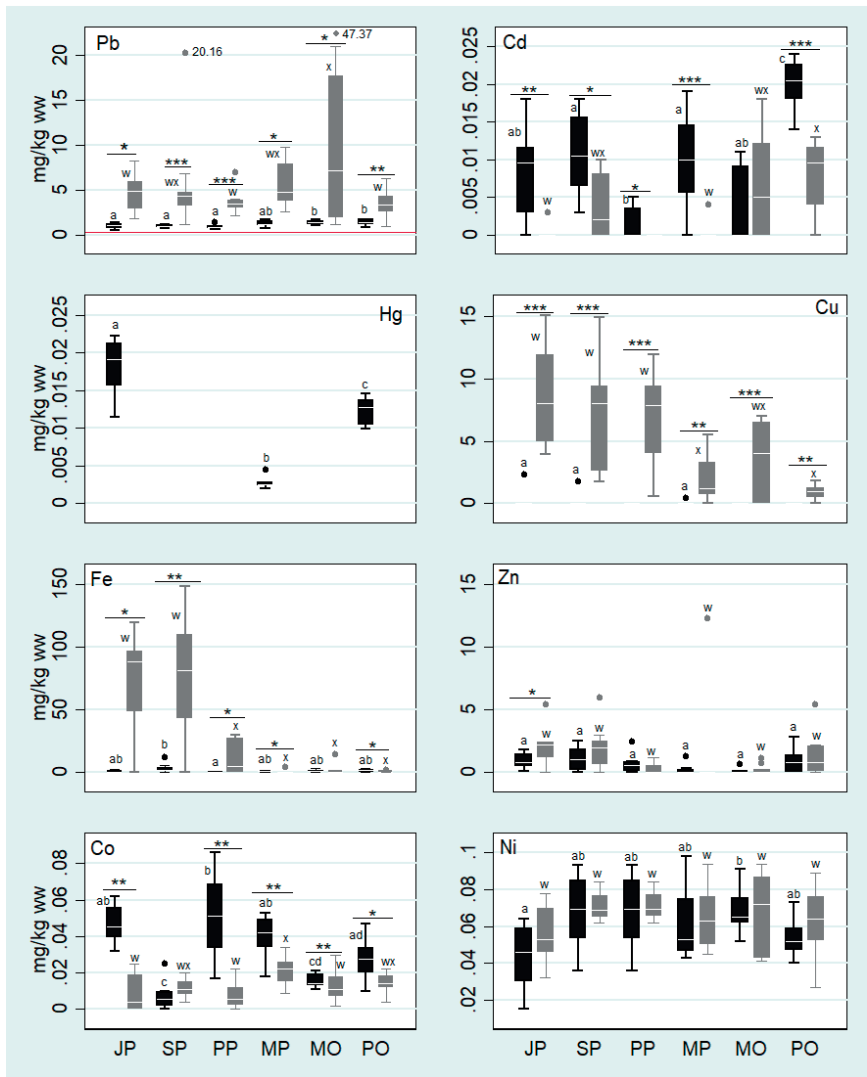 Pb
mg/kg ww
0 5 10 15 20
a * w
a *** wx 20.16
a *** w
ab * wx
b * x 47.37
b ** w
Cd
0 .005 .01 .015 .02 .025
ab ** w
a * wx
b *
a *** w
ab wx
c *** x
Hg
mg/kg ww
0 .005 .01 .015 .02 .025
a
b
c
Cu
0 5 10 15
a *** w
a *** w
*** w
a ** x
*** wx
** x
Fe
mg/kg ww
0 50 100 150
ab * w
b ** w
a * x
ab * x
ab x
ab * x
Zn
0 5 10 15
a * w
a w
a w
a w
a w
a w
Co
mg/kg ww
0 .02 .04 .06 .08
ab ** w
c wx
b ** w
ab ** x
cd ** w
ad * wx
Ni
.02 .04 .06 .08 .1
a w
ab w
ab w
ab w
b w
ab w
JP SP PP MP MO PO
JP SP PP MP MO PO